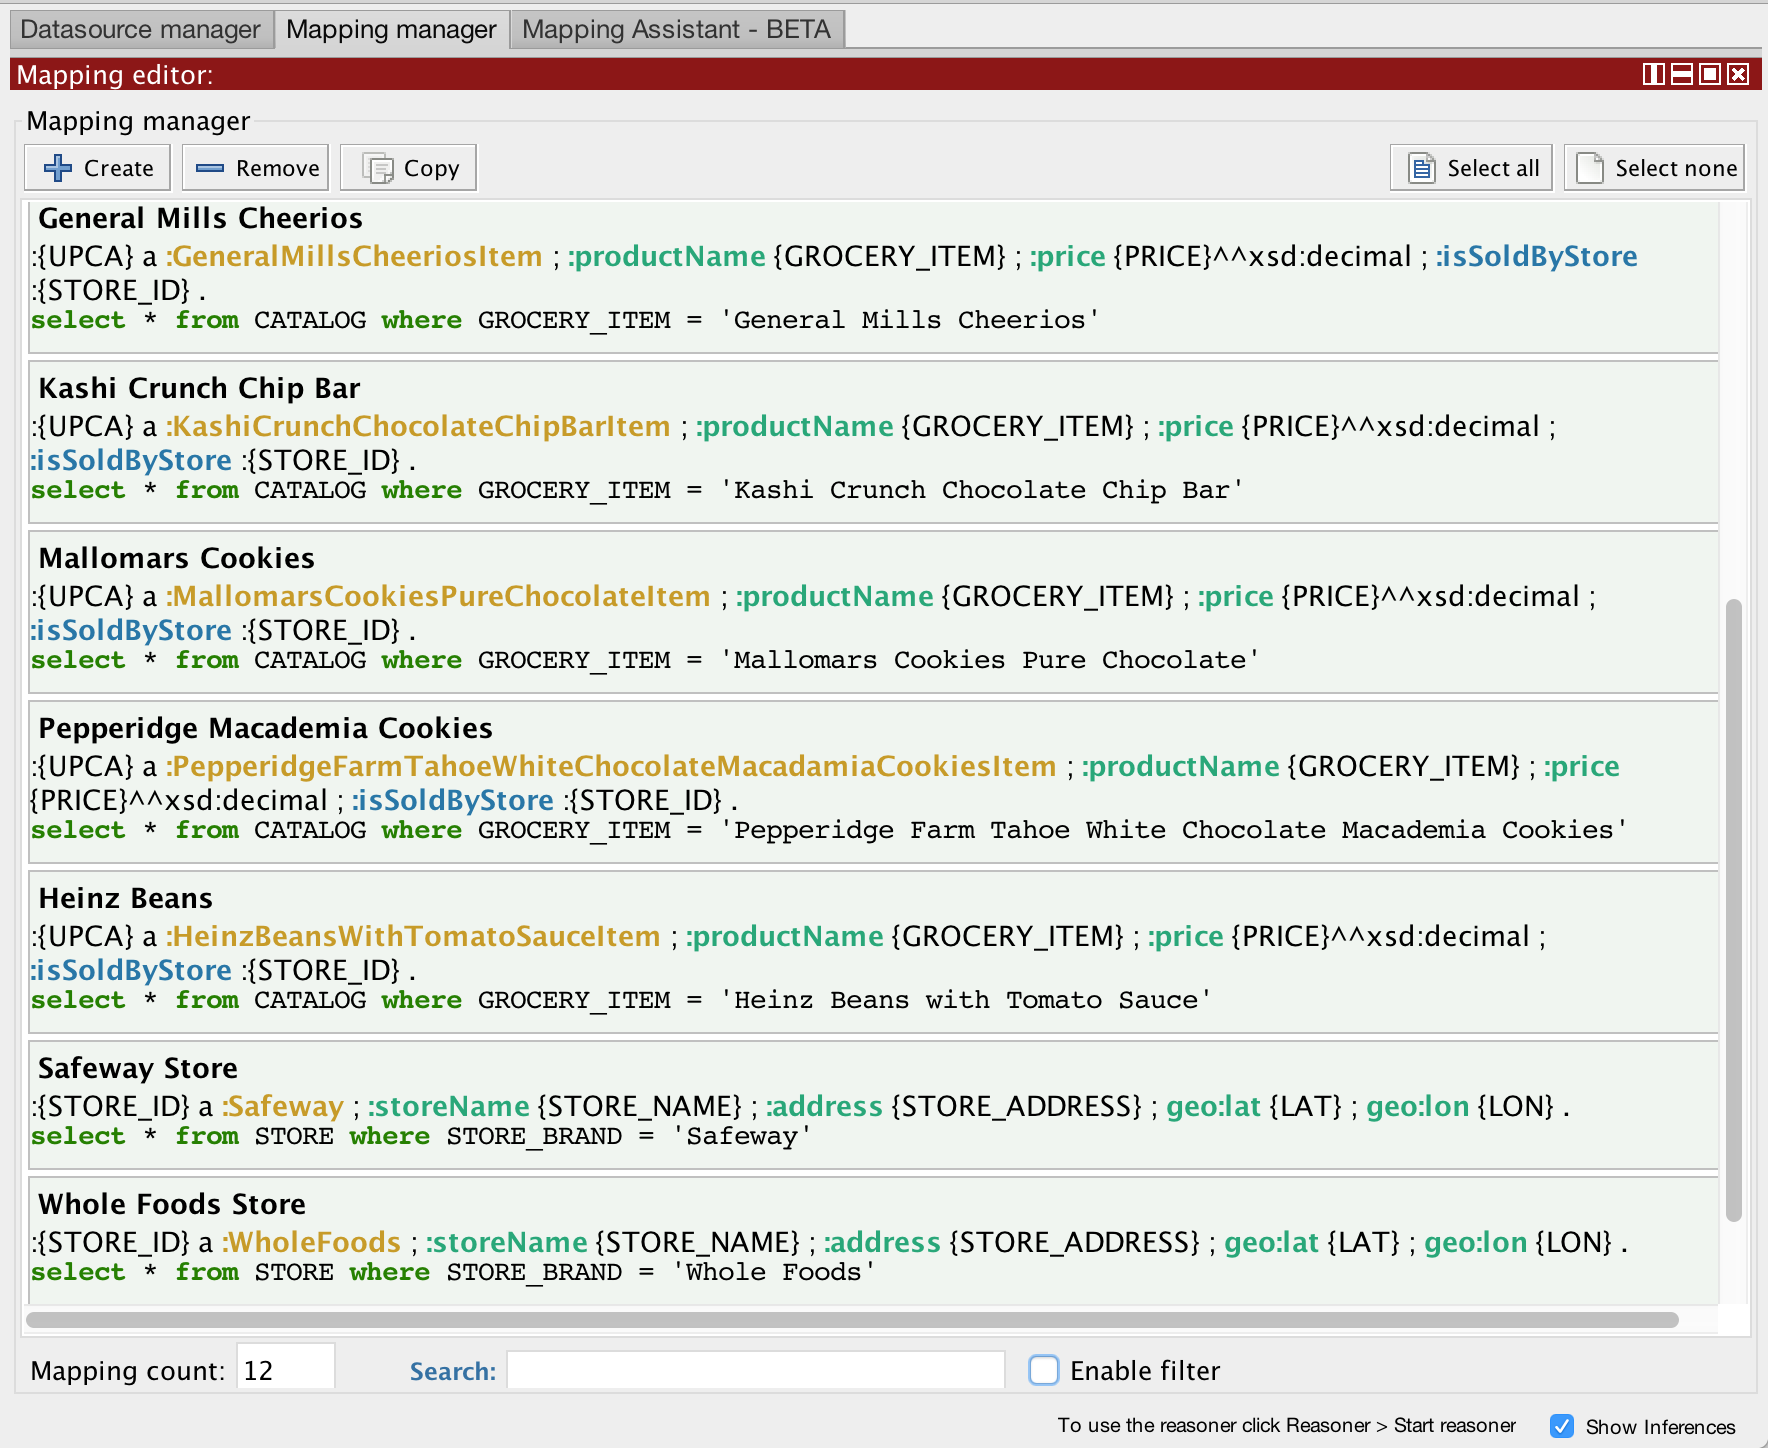 Datasource manager Mapping manager Mapping Assistant - BETA
Mapping editor:
Mapping manager
Create Remove Copy Select all Select none
General Mills Cheerios
:{UPCA} a :GeneralMillsCheeriosItem ; :productName {GROCERY_ITEM} ; :price {PRICE}^^xsd:decimal ; :isSoldByStore
:{STORE_ID} .
select * from CATALOG where GROCERY_ITEM = 'General Mills Cheerios'
Kashi Crunch Chip Bar
:{UPCA} a :KashiCrunchChocolateChipBarItem ; :productName {GROCERY_ITEM} ; :price {PRICE}^^xsd:decimal ;
:isSoldByStore :{STORE_ID} .
select * from CATALOG where GROCERY_ITEM = 'Kashi Crunch Chocolate Chip Bar'
Mallomars Cookies
:{UPCA} a :MallomarsCookiesPureChocolateItem ; :productName {GROCERY_ITEM} ; :price {PRICE}^^xsd:decimal ;
:isSoldByStore :{STORE_ID} .
select * from CATALOG where GROCERY_ITEM = 'Mallomars Cookies Pure Chocolate'
Pepperidge Macademia Cookies
:{UPCA} a :PepperidgeFarmTahoeWhiteChocolateMacadamiaCookiesItem ; :productName {GROCERY_ITEM} ; :price
{PRICE}^^xsd:decimal ; :isSoldByStore :{STORE_ID} .
select * from CATALOG where GROCERY_ITEM = 'Pepperidge Farm Tahoe White Chocolate Macademia Cookies'
Heinz Beans
:{UPCA} a :HeinzBeansWithTomatoSauceItem ; :productName {GROCERY_ITEM} ; :price {PRICE}^^xsd:decimal ;
:isSoldByStore :{STORE_ID} .
select * from CATALOG where GROCERY_ITEM = 'Heinz Beans with Tomato Sauce'
Safeway Store
:{STORE_ID} a :Safeway ; :storeName {STORE_NAME} ; :address {STORE_ADDRESS} ; geo:lat {LAT} ; geo:lon {LON} .
select * from STORE where STORE_BRAND = 'Safeway'
Whole Foods Store
:{STORE_ID} a :WholeFoods ; :storeName {STORE_NAME} ; :address {STORE_ADDRESS} ; geo:lat {LAT} ; geo:lon {LON} .
select * from STORE where STORE_BRAND = 'Whole Foods'
Mapping count: 12 Search: Enable filter
To use the reasoner click Reasoner > Start reasoner Show Inferences